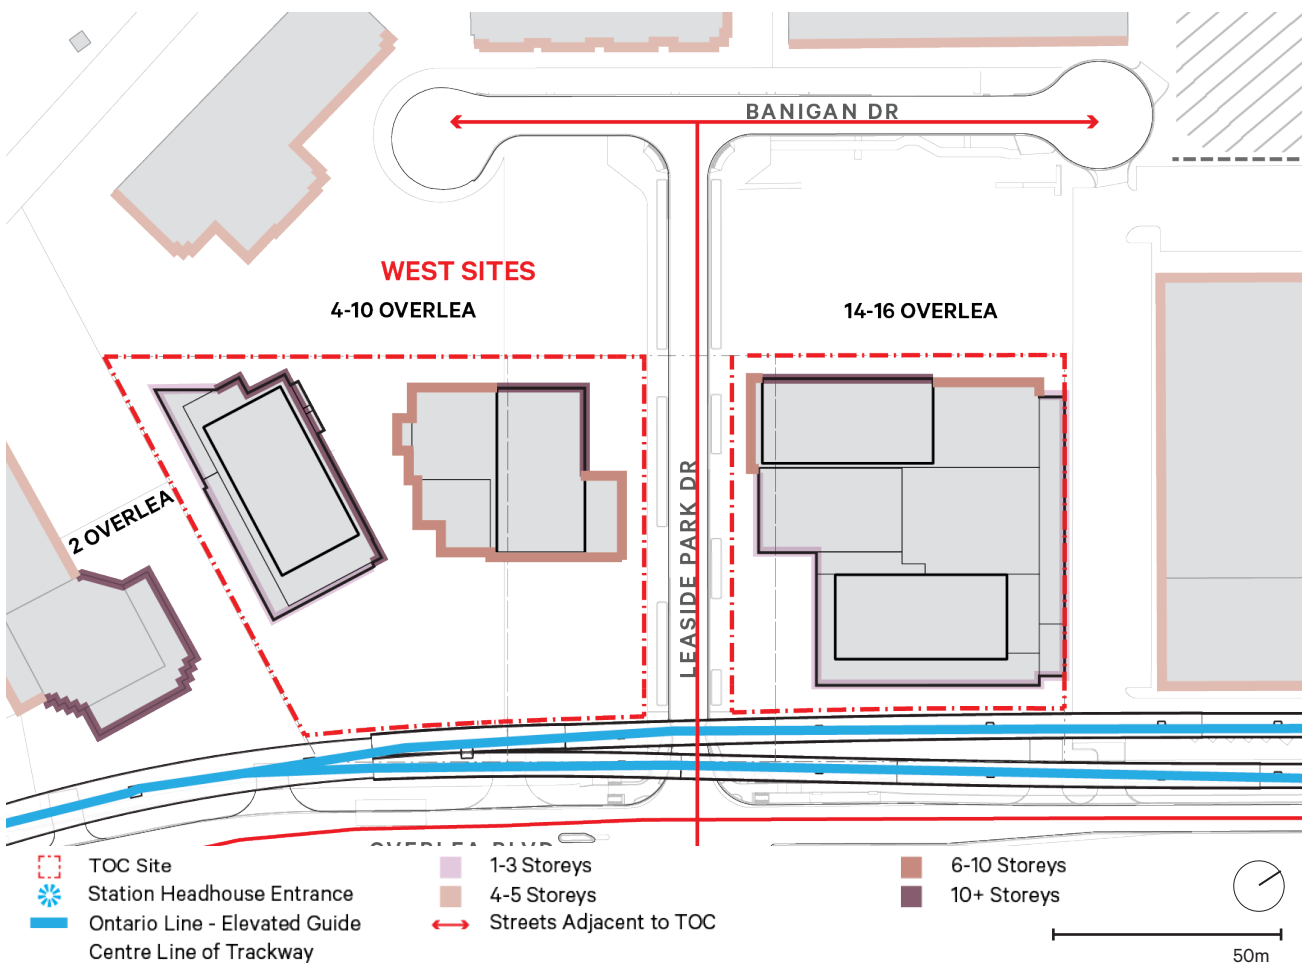 BANIGAN DR
WEST SITES
4-10 OVERLEA
14-16 OVERLEA
2 OVERLEA
LEASIDE PARK DR
OVERLEA BLVD
TOC Site
Station Headhouse Entrance
Ontario Line - Elevated Guide
Centre Line of Trackway
1-3 Storeys
4-5 Storeys
Streets Adjacent to TOC
6-10 Storeys
10+ Storeys
50m